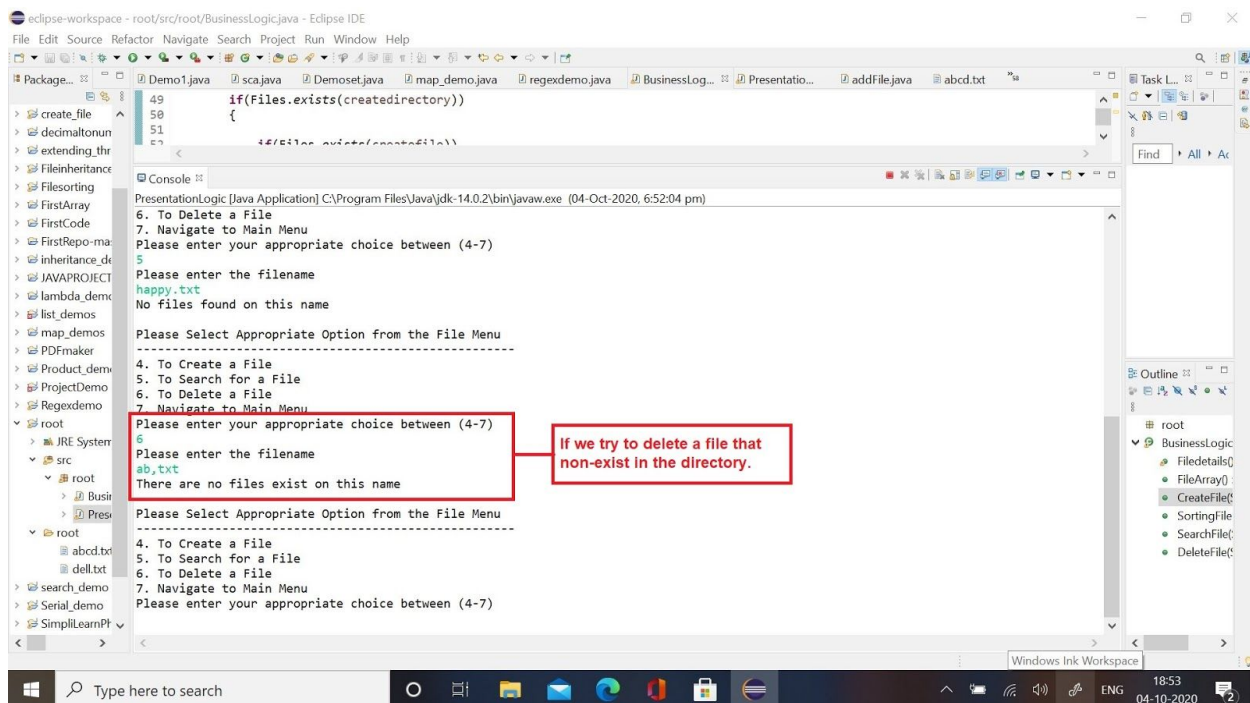 eclipse-workspace - root/src/root/BusinessLogic.java - Eclipse IDE
File Edit Source Refactor Navigate Search Project Run Window Help
Package...
Demo1.java sca.java Demoset.java map_demo.java regexdemo.java BusinessLog... Presentatio... addFile.java abcd.txt
Task L...
create_file
decimaltonum
extending_thr
Fileinheritance
Filesorting
FirstArray
FirstCode
FirstRepo-ma
inheritance_de
JAVAPROJECT
lambda_demo
list_demos
map_demos
PDFmaker
Product_demo
ProjectDemo
Regexdemo
root
JRE System
src
root
Busin
Prese
root
abcd.txt
dell.txt
search_demo
Serial_demo
SimpliLearnPh
49 if(Files.exists(createdirectory))
50 {
51
52 if(Files.exists(createfile))
Console
PresentationLogic [Java Application] C:\Program Files\Java\jdk-14.0.2\bin\javaw.exe (04-Oct-2020, 6:52:04 pm)
6. To Delete a File
7. Navigate to Main Menu
Please enter your appropriate choice between (4-7)
5
Please enter the filename
happy.txt
No files found on this name
Please Select Appropriate Option from the File Menu
---------------------------------------------------
4. To Create a File
5. To Search for a File
6. To Delete a File
7. Navigate to Main Menu
Please enter your appropriate choice between (4-7)
6
Please enter the filename
ab,txt
There are no files exist on this name
If we try to delete a file that
non-exist in the directory.
Please Select Appropriate Option from the File Menu
---------------------------------------------------
4. To Create a File
5. To Search for a File
6. To Delete a File
7. Navigate to Main Menu
Please enter your appropriate choice between (4-7)
Find All Ac
Outline
root
BusinessLogic
Filedetails()
FileArray() :
CreateFile(S
SortingFile
SearchFile(
DeleteFile(S
Windows Ink Workspace
Type here to search
ENG
18:53
04-10-2020
2